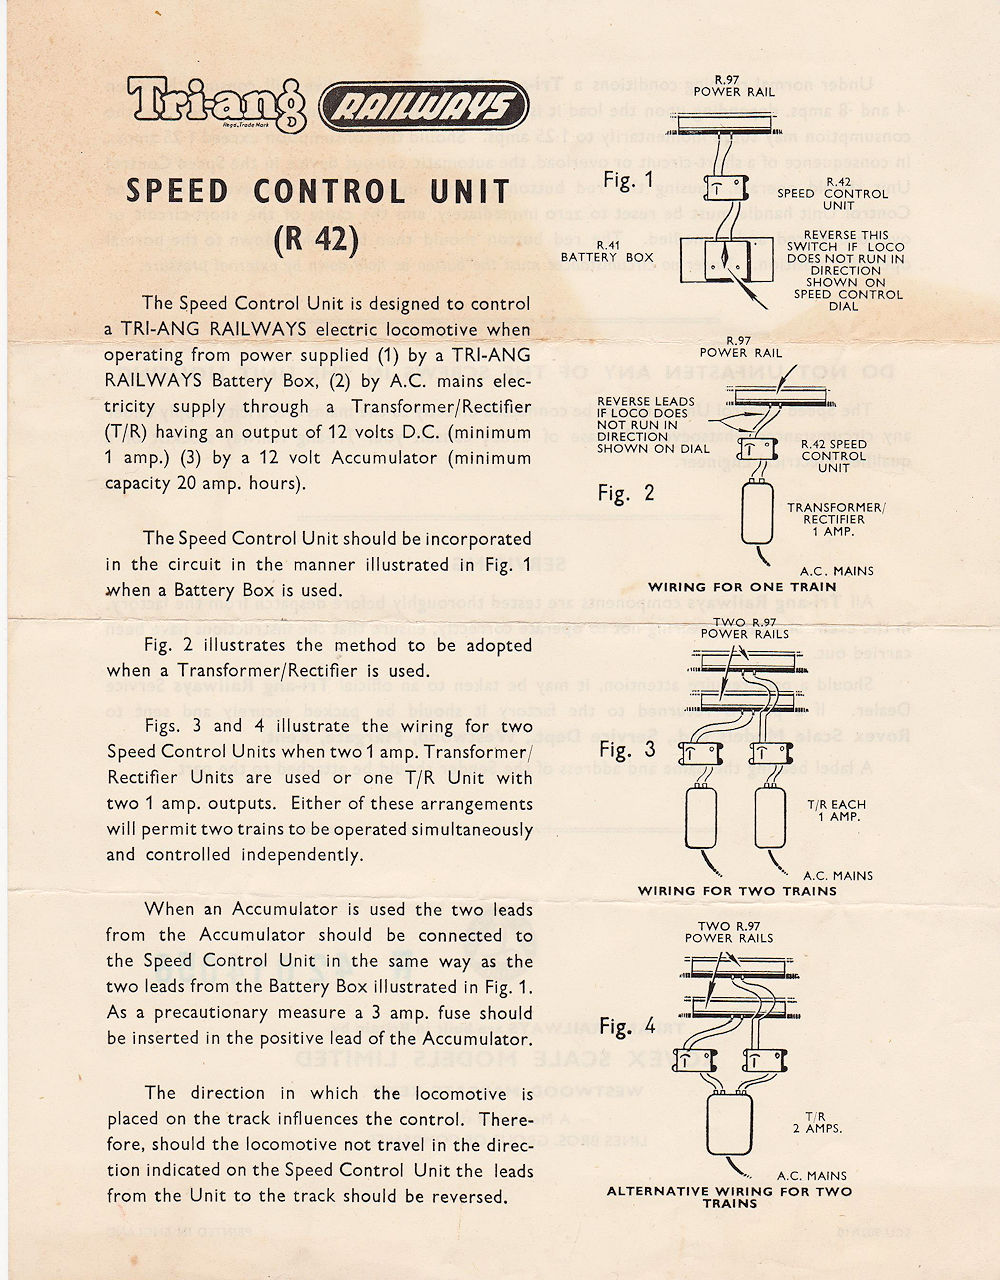 Tri-ang RAILWAYS
Regd. Trade Mark
SPEED CONTROL UNIT
(R 42)
The Speed Control Unit is designed to control
a TRI-ANG RAILWAYS electric locomotive when
operating from power supplied (1) by a TRI-ANG
RAILWAYS Battery Box, (2) by A.C. mains elec-
tricity supply through a Transformer/Rectifier
(T/R) having an output of 12 volts D.C. (minimum
1 amp.) (3) by a 12 volt Accumulator (minimum
capacity 20 amp. hours).
The Speed Control Unit should be incorporated
in the circuit in the manner illustrated in Fig. 1
when a Battery Box is used.
Fig. 2 illustrates the method to be adopted
when a Transformer/Rectifier is used.
Figs. 3 and 4 illustrate the wiring for two
Speed Control Units when two 1 amp. Transformer/
Rectifier Units are used or one T/R Unit with
two 1 amp. outputs. Either of these arrangements
will permit two trains to be operated simultaneously
and controlled independently.
When an Accumulator is used the two leads
from the Accumulator should be connected to
the Speed Control Unit in the same way as the
two leads from the Battery Box illustrated in Fig. 1.
As a precautionary measure a 3 amp. fuse should
be inserted in the positive lead of the Accumulator.
The direction in which the locomotive is
placed on the track influences the control. There-
fore, should the locomotive not travel in the direc-
tion indicated on the Speed Control Unit the leads
from the Unit to the track should be reversed.
R.97
POWER RAIL
Fig. 1
R.42
SPEED CONTROL
UNIT
R.41
BATTERY BOX
REVERSE THIS
SWITCH IF LOCO
DOES NOT RUN IN
DIRECTION
SHOWN ON
SPEED CONTROL
DIAL
R.97
POWER RAIL
REVERSE LEADS
IF LOCO DOES
NOT RUN IN
DIRECTION
SHOWN ON DIAL
R.42 SPEED
CONTROL
UNIT
Fig. 2
TRANSFORMER/
RECTIFIER
1 AMP.
A.C. MAINS
WIRING FOR ONE TRAIN
TWO R.97
POWER RAILS
Fig. 3
T/R EACH
1 AMP.
A.C. MAINS
WIRING FOR TWO TRAINS
TWO R.97
POWER RAILS
Fig. 4
T/R
2 AMPS.
A.C. MAINS
ALTERNATIVE WIRING FOR TWO
TRAINS